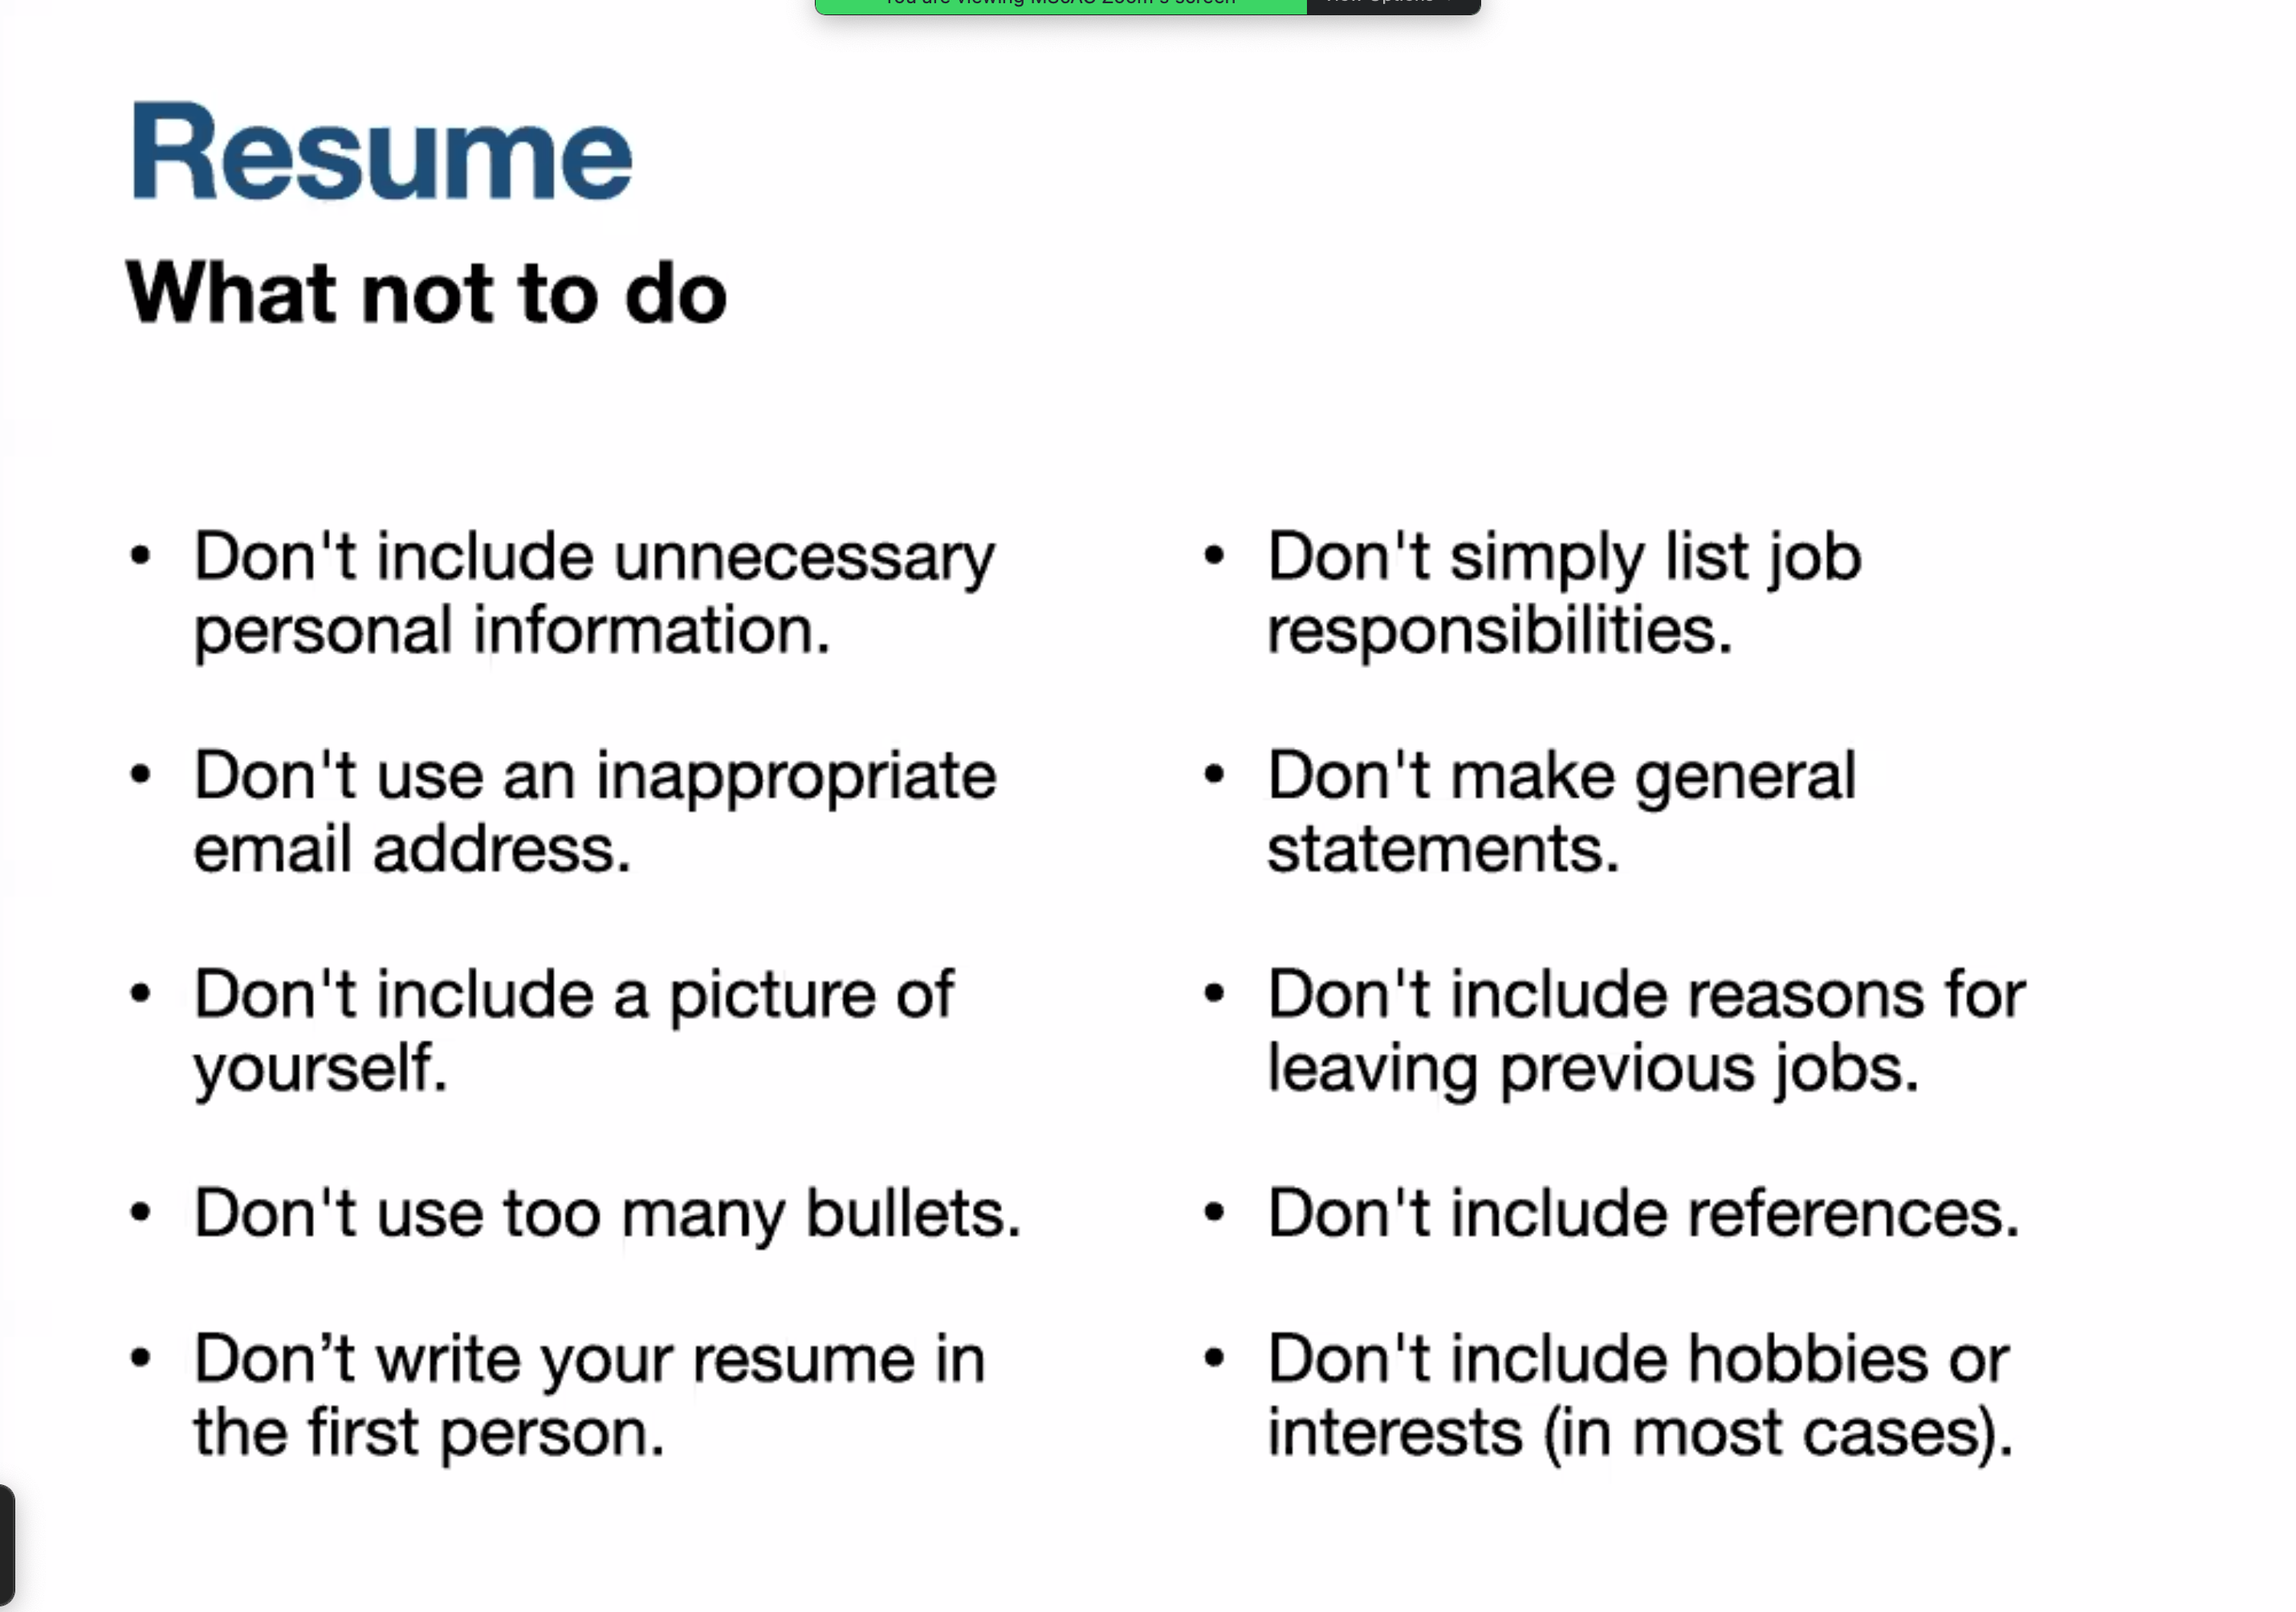 Resume
What not to do
• Don't include unnecessary
personal information.
• Don't use an inappropriate
email address.
• Don't include a picture of
yourself.
• Don't use too many bullets.
• Don’t write your resume in
the first person.
• Don't simply list job
responsibilities.
• Don't make general
statements.
• Don't include reasons for
leaving previous jobs.
• Don't include references.
• Don't include hobbies or
interests (in most cases).